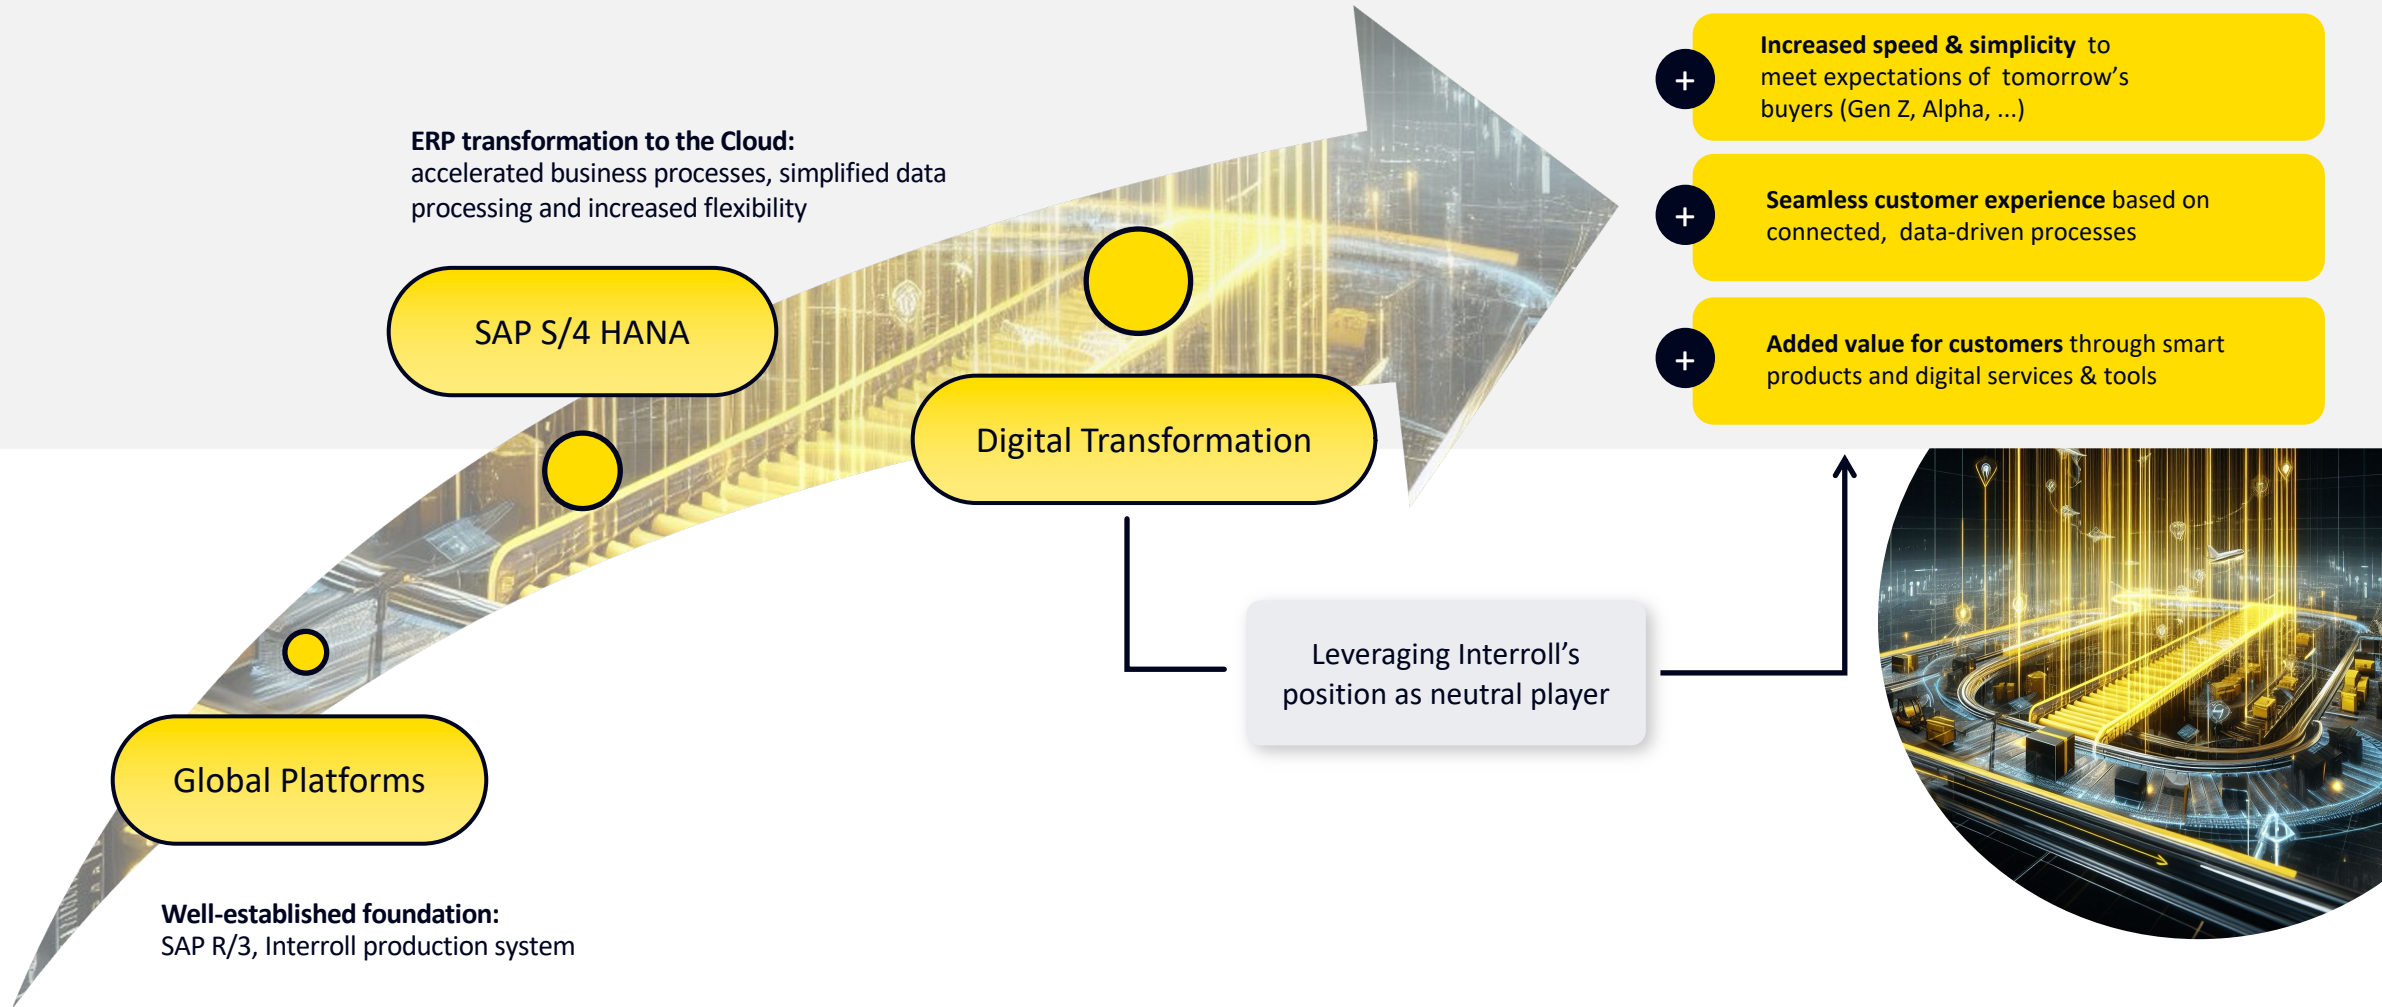 ERP transformation to the Cloud:
accelerated business processes, simplified data
processing and increased flexibility
SAP S/4 HANA
Digital Transformation
Global Platforms
Well-established foundation:
SAP R/3, Interroll production system
Leveraging Interroll’s
position as neutral player
+
Increased speed & simplicity to
meet expectations of tomorrow’s
buyers (Gen Z, Alpha, ...)
+
Seamless customer experience based on
connected, data-driven processes
+
Added value for customers through smart
products and digital services & tools